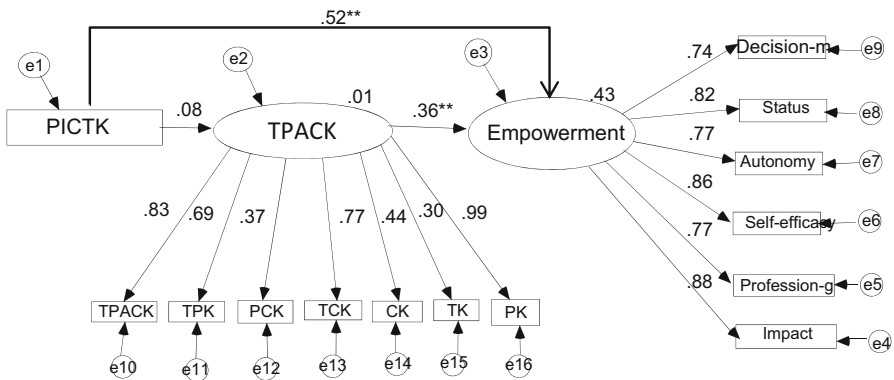 .52**
e1
e2
e3
.74
Decision-m
e9
PICTK
.08
TPACK
.01
.36**
Empowerment
.43
.82
Status
e8
.77
Autonomy
e7
.86
Self-efficasy
e6
.77
Profession-g
e5
.88
Impact
e4
.83
.69
.37
.77
.44
.30
.99
TPACK
TPK
PCK
TCK
CK
TK
PK
e10
e11
e12
e13
e14
e15
e16